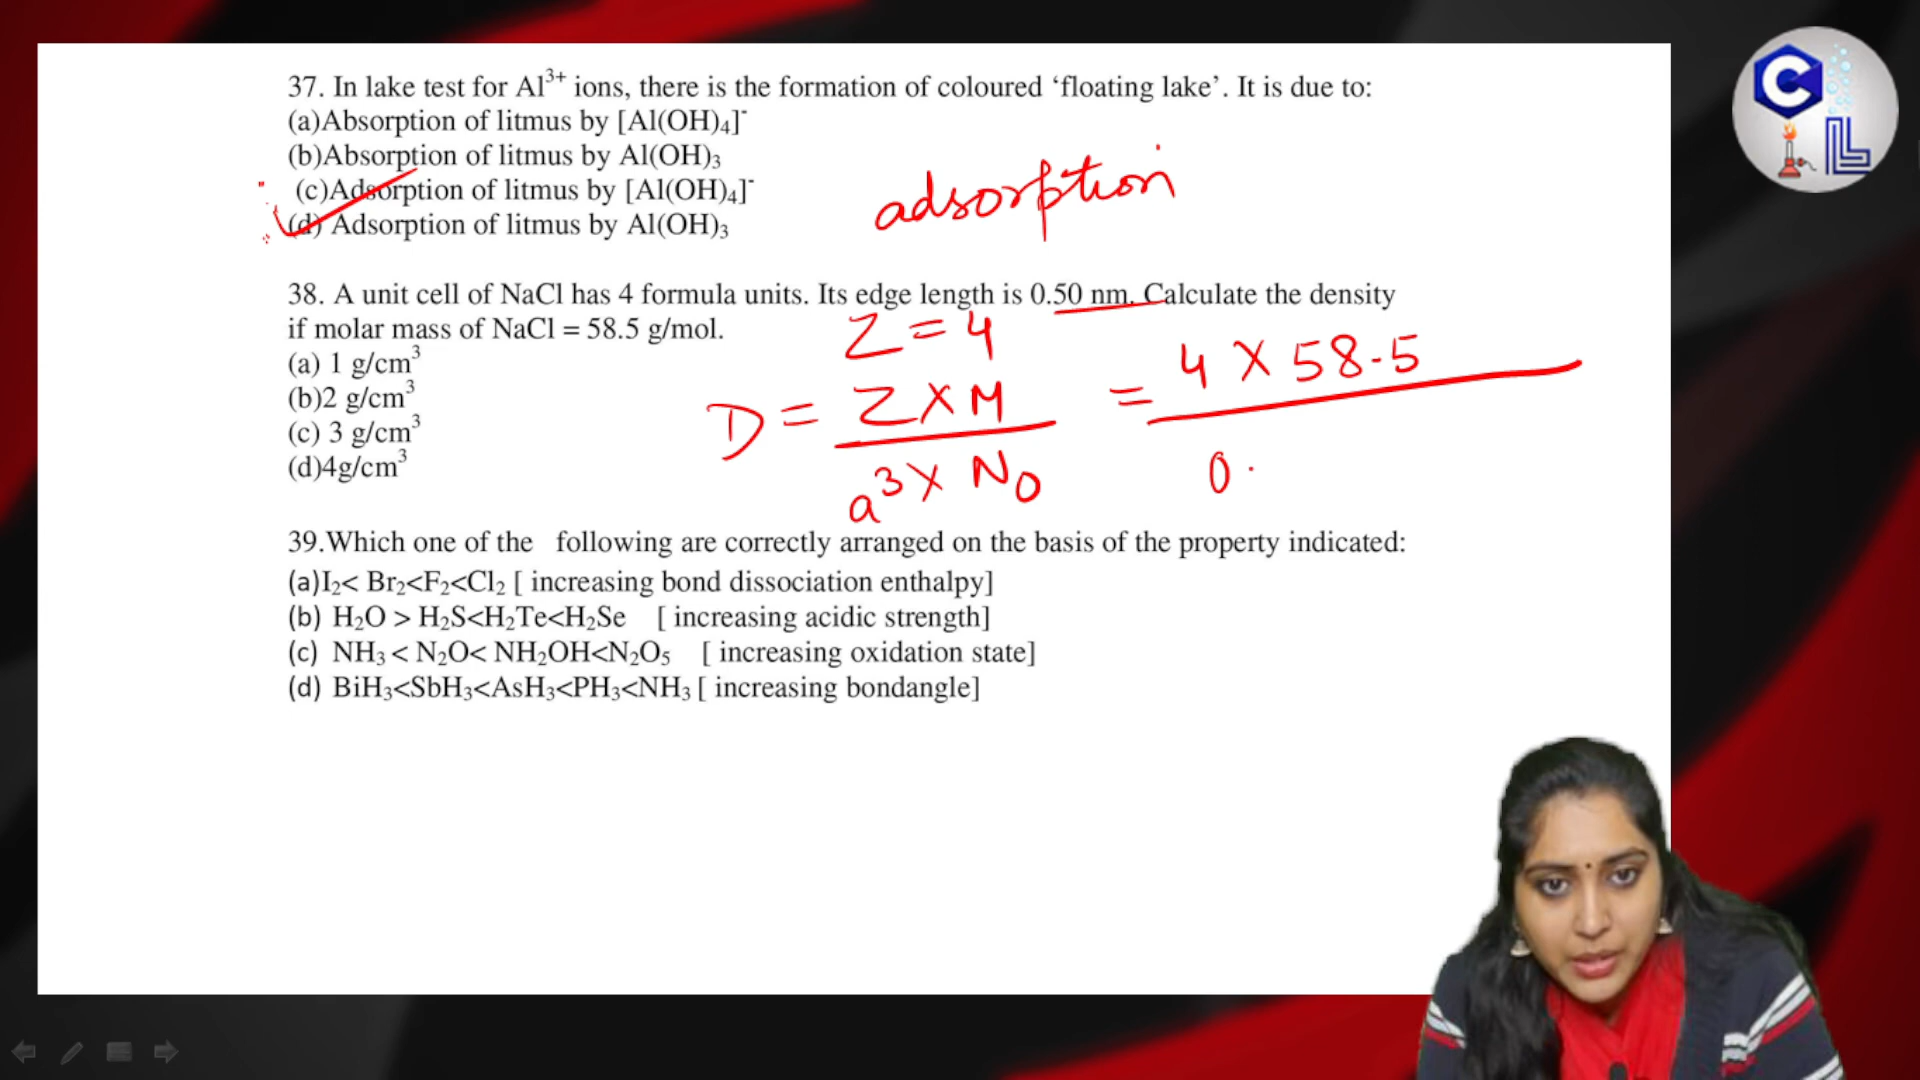 37. In lake test for Al³⁺ ions, there is the formation of coloured ‘floating lake’. It is due to:
(a)Absorption of litmus by [Al(OH)₄]⁻
(b)Absorption of litmus by Al(OH)₃
(c)Adsorption of litmus by [Al(OH)₄]⁻
(d) Adsorption of litmus by Al(OH)₃
adsorption
38. A unit cell of NaCl has 4 formula units. Its edge length is 0.50 nm. Calculate the density
if molar mass of NaCl = 58.5 g/mol.
(a) 1 g/cm³
(b)2 g/cm³
(c) 3 g/cm³
(d)4g/cm³
Z = 4
D = Z X M = 4 X 58.5
a³ X N₀ 0.
39.Which one of the following are correctly arranged on the basis of the property indicated:
(a)I₂< Br₂<F₂<Cl₂ [ increasing bond dissociation enthalpy]
(b) H₂O > H₂S<H₂Te<H₂Se [ increasing acidic strength]
(c) NH₃ < N₂O< NH₂OH<N₂O₅ [ increasing oxidation state]
(d) BiH₃<SbH₃<AsH₃<PH₃<NH₃ [ increasing bondangle]
C
L